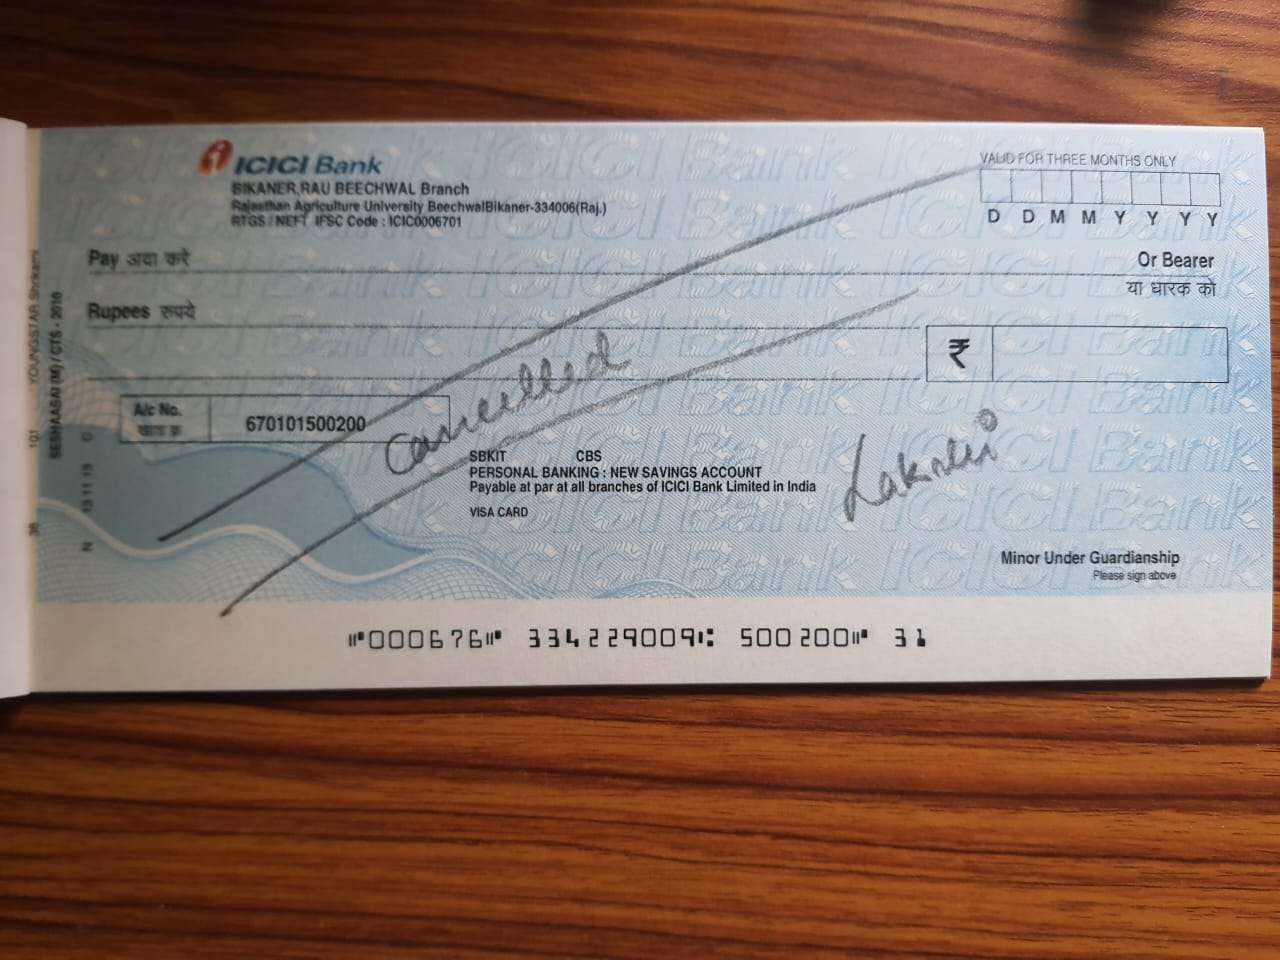 ICICI Bank
BIKANER,RAU BEECHWAL Branch
Rajasthan Agriculture University BeechwalBikaner-334006(Raj.)
RTGS / NEFT IFSC Code : ICIC0006701
VALID FOR THREE MONTHS ONLY
D D M M Y Y Y Y
Pay अदा करे
Or Bearer
या धारक को
Rupees रुपये
₹
A/c No.
670101500200
cancelled
SBKIT CBS
PERSONAL BANKING : NEW SAVINGS ACCOUNT
Payable at par at all branches of ICICI Bank Limited in India
VISA CARD
Minor Under Guardianship
Please sign above
⑈000676⑈ 334229009⑆ 500200⑈ 31